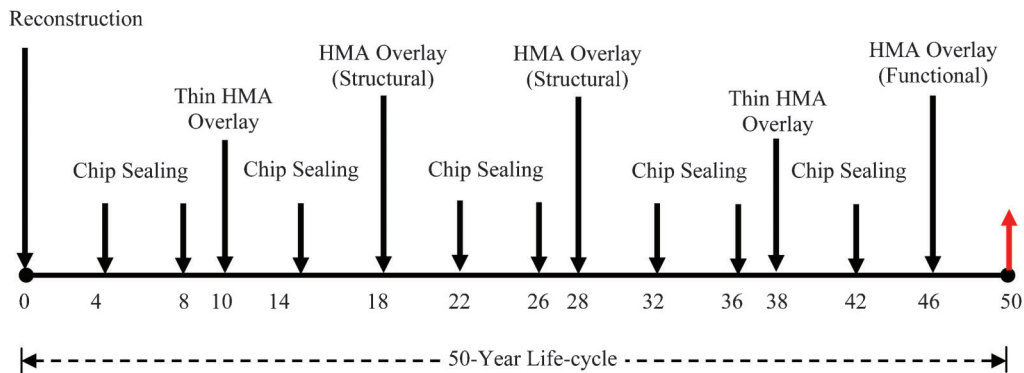 Reconstruction
HMA Overlay
(Structural)
HMA Overlay
(Structural)
HMA Overlay
(Functional)
Thin HMA
Overlay
Thin HMA
Overlay
Chip Sealing
Chip Sealing
Chip Sealing
Chip Sealing
Chip Sealing
0 4 8 10 14 18 22 26 28 32 36 38 42 46 50
50-Year Life-cycle